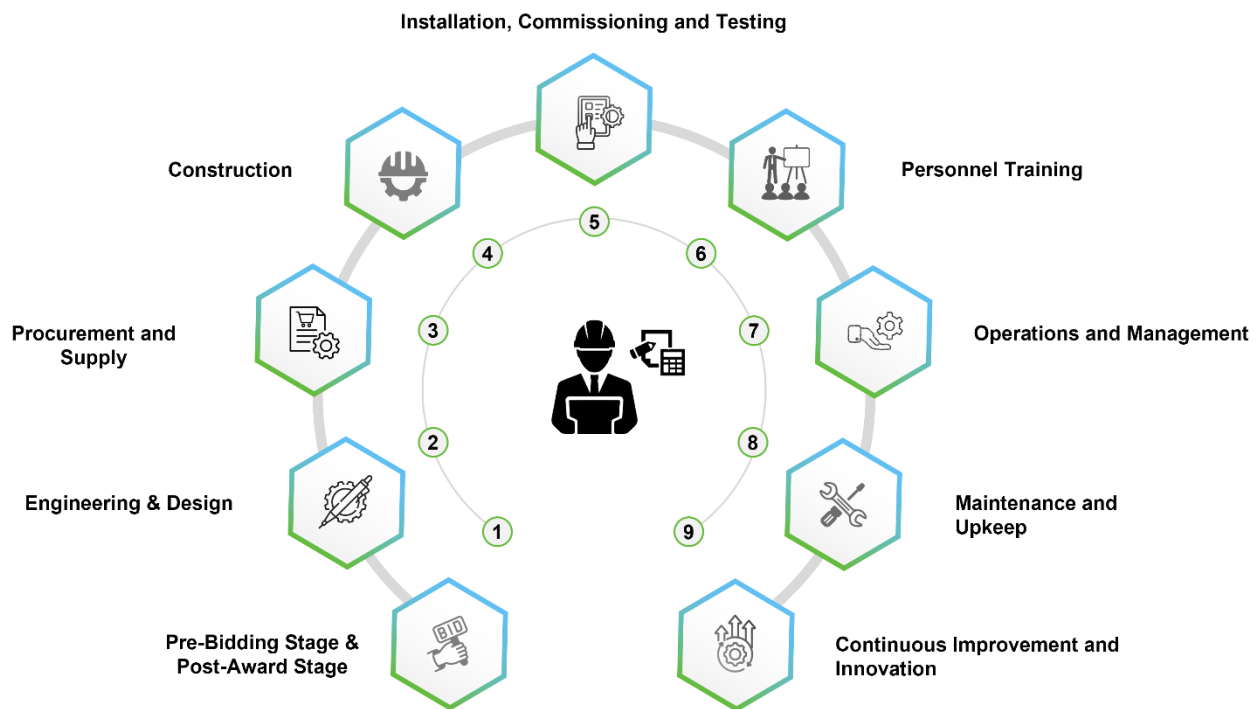 Installation, Commissioning and Testing
Construction
Personnel Training
Procurement and
Supply
Operations and Management
Engineering & Design
Maintenance and
Upkeep
Pre-Bidding Stage &
Post-Award Stage
Continuous Improvement and
Innovation
1
2
3
4
5
6
7
8
9
BID